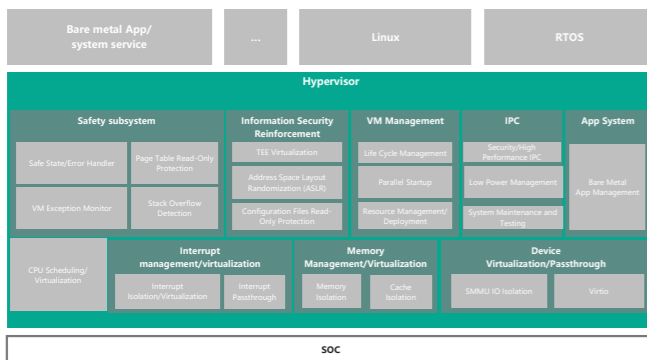 Bare metal App/
system service
...
Linux
RTOS
Hypervisor
Safety subsystem
Safe State/Error Handler
Page Table Read-Only
Protection
VM Exception Monitor
Stack Overflow
Detection
Information Security
Reinforcement
TEE Virtualization
Address Space Layout
Randomization (ASLR)
Configuration Files Read-
Only Protection
VM Management
Life Cycle Management
Parallel Startup
Resource Management/
Deployment
IPC
Security/High
Performance IPC
Low Power Management
System Maintenance and
Testing
App System
Bare Metal
App Management
CPU Scheduling/
Virtualization
Interrupt
management/virtualization
Interrupt
Isolation/Virtualization
Interrupt
Passthrough
Memory
Management/Virtualization
Memory
Isolation
Cache
Isolation
Device
Virtualization/Passthrough
SMMU IO Isolation
Virtio
SOC